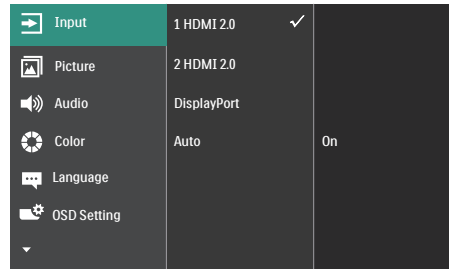 Input
1 HDMI 2.0
Picture
2 HDMI 2.0
Audio
DisplayPort
Color
Auto
On
Language
OSD Setting